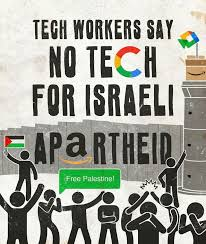 TECH WORKERS SAY
NO TECH
FOR ISRAELI
APARTHEID
Free Palestine!